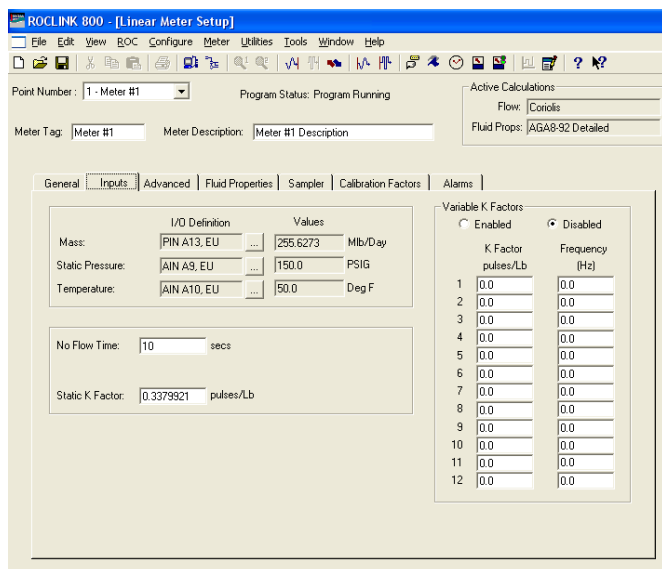 ROCLINK 800 - [Linear Meter Setup]
File Edit View ROC Configure Meter Utilities Tools Window Help
Point Number : 1 - Meter #1 Program Status: Program Running
Active Calculations
Flow: Coriolis
Fluid Props: AGA8-92 Detailed
Meter Tag: Meter #1 Meter Description: Meter #1 Description
General Inputs Advanced Fluid Properties Sampler Calibration Factors Alarms
I/O Definition Values
Mass: PIN A13, EU ... 255.6273 Mlb/Day
Static Pressure: AIN A9, EU ... 150.0 PSIG
Temperature: AIN A10, EU ... 50.0 Deg F
No Flow Time: 10 secs
Static K Factor: 0.3379921 pulses/Lb
Variable K Factors
Enabled Disabled
K Factor Frequency
pulses/Lb (Hz)
1 0.0 0.0
2 0.0 0.0
3 0.0 0.0
4 0.0 0.0
5 0.0 0.0
6 0.0 0.0
7 0.0 0.0
8 0.0 0.0
9 0.0 0.0
10 0.0 0.0
11 0.0 0.0
12 0.0 0.0